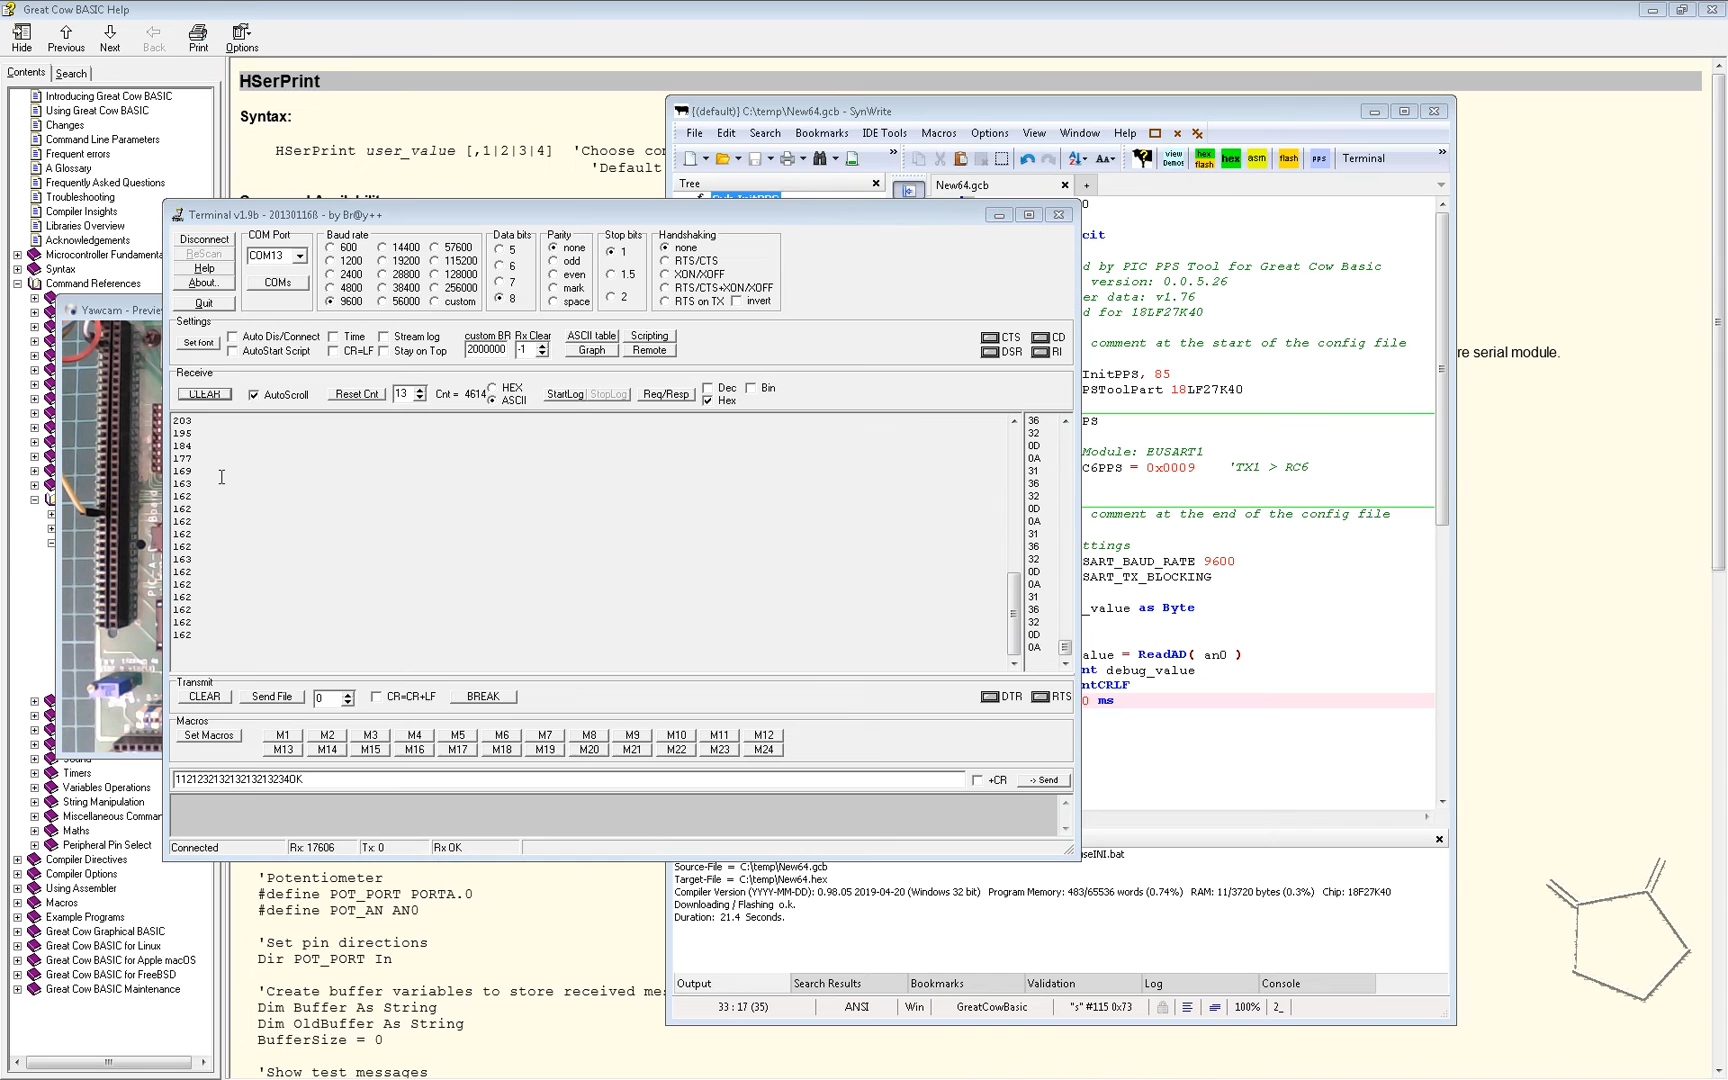 Great Cow BASIC Help
Hide Previous Next Back Print Options
Contents Search
Introducing Great Cow BASIC
Using Great Cow BASIC
Changes
Command Line Parameters
Frequent errors
A Glossary
Frequently Asked Questions
Troubleshooting
Compiler Insights
Libraries Overview
Acknowledgements
Microcontroller Fundamenta
Syntax
Command References
Timers
Variables Operations
String Manipulation
Miscellaneous Comman
Maths
Peripheral Pin Select
Compiler Directives
Compiler Options
Using Assembler
Macros
Example Programs
Great Cow Graphical BASIC
Great Cow BASIC for Linux
Great Cow BASIC for Apple macOS
Great Cow BASIC for FreeBSD
Great Cow BASIC Maintenance
HSerPrint
Syntax:
HSerPrint user_value [,1|2|3|4] 'Choose co
'Default
re serial module.
'Potentiometer
#define POT_PORT PORTA.0
#define POT_AN AN0
'Set pin directions
Dir POT_PORT In
'Create buffer variables to store received me
Dim Buffer As String
Dim OldBuffer As String
BufferSize = 0
'Show test messages
Yawcam - Previe
[(default)] C:\temp\New64.gcb - SynWrite
File Edit Search Bookmarks IDE Tools Macros Options View Window Help
view Demos hex flash hex asm flash pps Terminal
Tree
New64.gcb
cit
d by PIC PPS Tool for Great Cow Basic
version: 0.0.5.26
er data: v1.76
d for 18LF27K40
comment at the start of the config file
InitPPS, 85
PSToolPart 18LF27K40
PS
Module: EUSART1
C6PPS = 0x0009 'TX1 > RC6
comment at the end of the config file
ttings
SART_BAUD_RATE 9600
SART_TX_BLOCKING
_value as Byte
alue = ReadAD( an0 )
nt debug_value
ntCRLF
0 ms
useINI.bat
Source-File = C:\temp\New64.gcb
Target-File = C:\temp\New64.hex
Compiler Version (YYYY-MM-DD): 0.98.05 2019-04-20 (Windows 32 bit) Program Memory: 483/65536 words (0.74%) RAM: 11/3720 bytes (0.3%) Chip: 18F27K40
Downloading / Flashing o.k.
Duration: 21.4 Seconds.
Output Search Results Bookmarks Validation Log Console
33 : 17 (35) ANSI Win GreatCowBasic "s" #115 0x73 100% 2_
Terminal v1.9b - 20130116ß - by Br@y++
Disconnect
ReScan
Help
About..
Quit
COM Port
COM13
COMs
Baud rate
600 14400 57600
1200 19200 115200
2400 28800 128000
4800 38400 256000
9600 56000 custom
Data bits
5
6
7
8
Parity
none
odd
even
mark
space
Stop bits
1
1.5
2
Handshaking
none
RTS/CTS
XON/XOFF
RTS/CTS+XON/XOFF
RTS on TX invert
Settings
Set font
Auto Dis/Connect Time Stream log
AutoStart Script CR=LF Stay on Top
custom BR Rx Clear
2000000 -1
ASCII table Scripting
Graph Remote
CTS CD
DSR RI
Receive
CLEAR AutoScroll Reset Cnt 13 Cnt = 4614 HEX ASCII StartLog StopLog Req/Resp Dec Bin Hex
203
195
184
177
169
163
162
162
162
162
162
163
162
162
162
162
162
162
36
32
0D
0A
31
36
32
0D
0A
31
36
32
0D
0A
31
36
32
0D
0A
Transmit
CLEAR Send File 0 CR=CR+LF BREAK DTR RTS
Macros
Set Macros
M1 M2 M3 M4 M5 M6 M7 M8 M9 M10 M11 M12
M13 M14 M15 M16 M17 M18 M19 M20 M21 M22 M23 M24
+CR -> Send
Connected Rx: 17606 Tx: 0 Rx OK